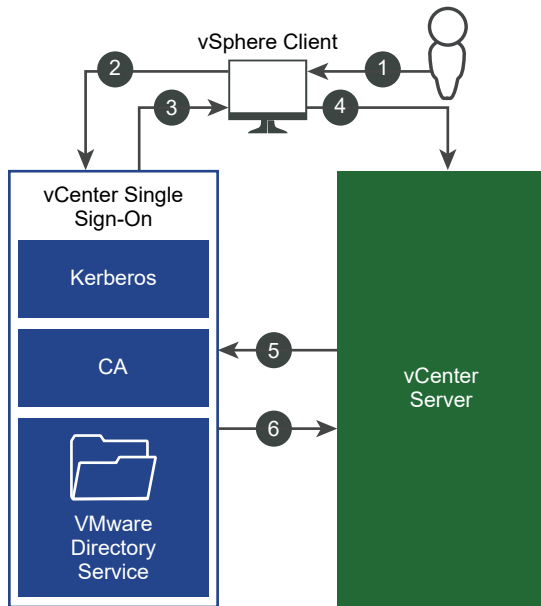 vSphere Client
1
2
3
4
vCenter Single
Sign-On
Kerberos
CA
5
6
vCenter
Server
VMware
Directory
Service